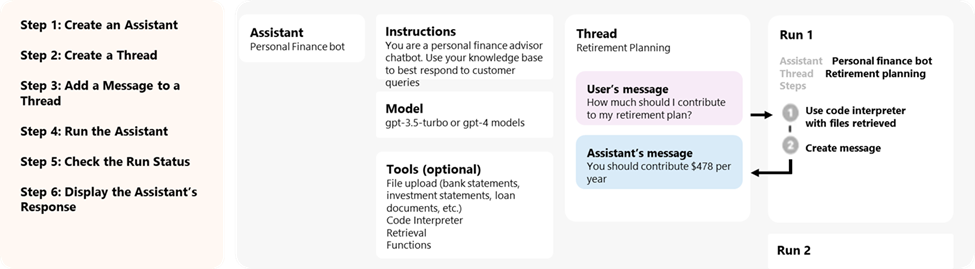 Step 1: Create an Assistant
Step 2: Create a Thread
Step 3: Add a Message to a
Thread
Step 4: Run the Assistant
Step 5: Check the Run Status
Step 6: Display the Assistant's
Response
Assistant
Personal Finance bot
Instructions
You are a personal finance advisor
chatbot. Use your knowledge base
to best respond to customer
queries
Model
gpt-3.5-turbo or gpt-4 models
Tools (optional)
File upload (bank statements,
investment statements, loan
documents, etc.)
Code Interpreter
Retrieval
Functions
Thread
Retirement Planning
User's message
How much should I contribute
to my retirement plan?
Assistant's message
You should contribute $478 per
year
Run 1
Assistant Personal finance bot
Thread Retirement planning
Steps
1 Use code interpreter
with files retrieved
2 Create message
Run 2